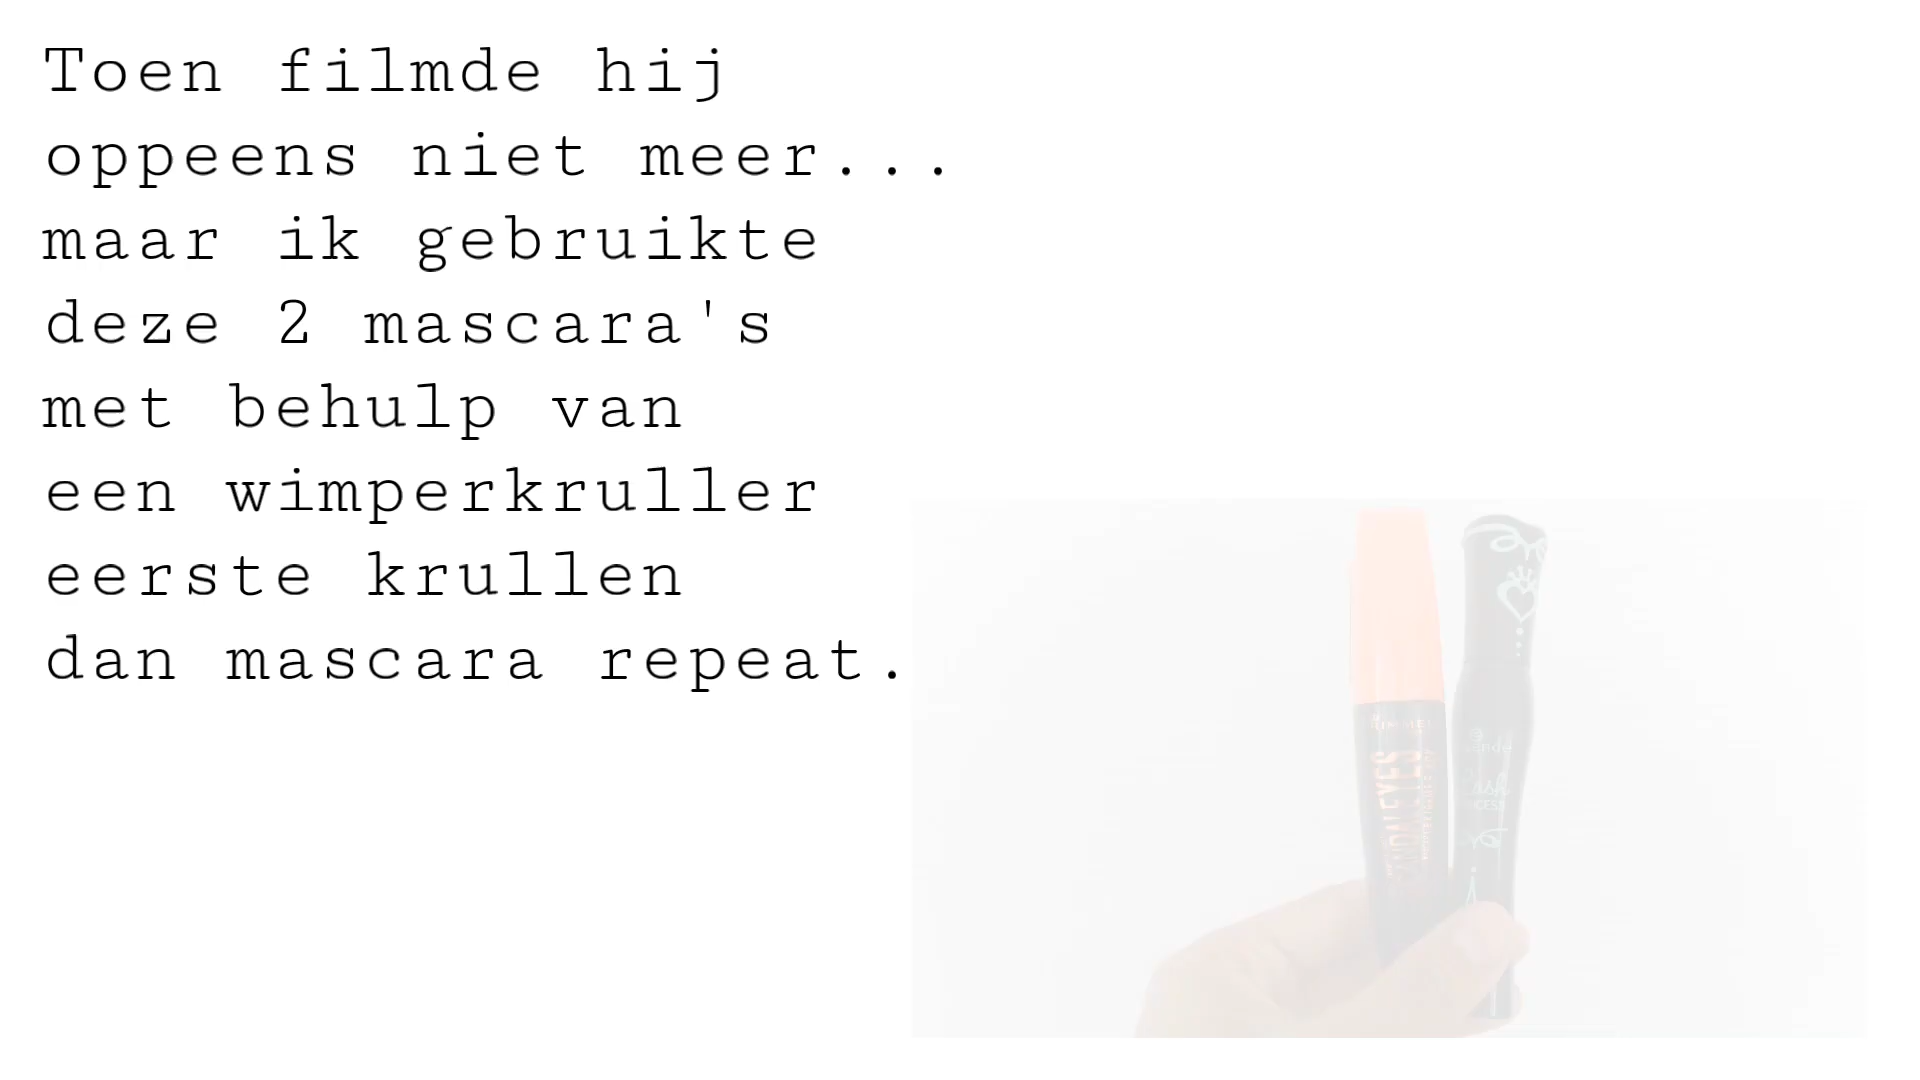 Toen filmde hij
oppeens niet meer...
maar ik gebruikte
deze 2 mascara's
met behulp van
een wimperkruller
eerste krullen
dan mascara repeat.
RIMMEL